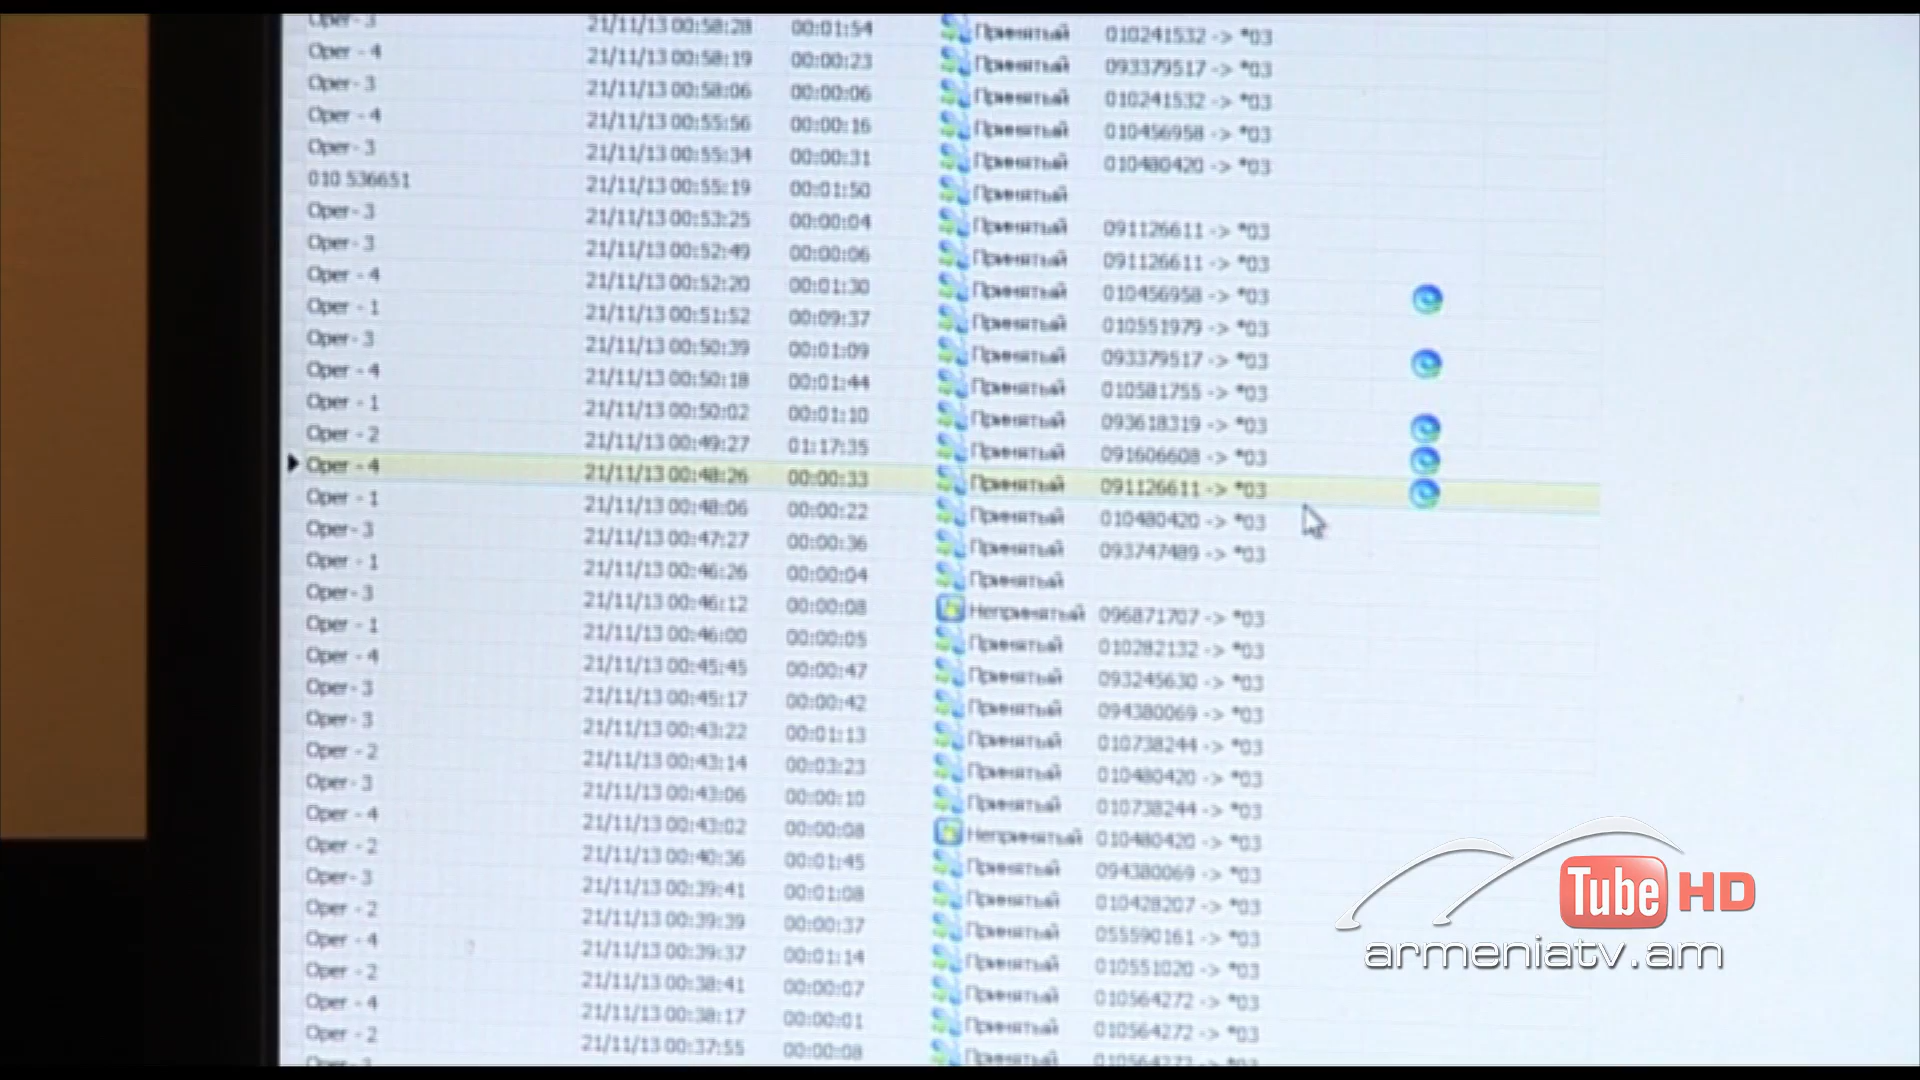 Oper- 3 21/11/13 00:58:28 00:01:54 Принятый 010241532 -> *03
Oper - 4 21/11/13 00:58:19 00:00:23 Принятый 093379517 -> *03
Oper- 3 21/11/13 00:58:06 00:00:06 Принятый 010241532 -> *03
Oper - 4 21/11/13 00:55:56 00:00:16 Принятый 010456958 -> *03
Oper- 3 21/11/13 00:55:34 00:00:31 Принятый 010480420 -> *03
010 536651 21/11/13 00:55:19 00:01:50 Принятый
Oper- 3 21/11/13 00:53:25 00:00:04 Принятый 091126611 -> *03
Oper- 3 21/11/13 00:52:49 00:00:06 Принятый 091126611 -> *03
Oper - 4 21/11/13 00:52:20 00:01:30 Принятый 010456958 -> *03
Oper - 1 21/11/13 00:51:52 00:09:37 Принятый 010551979 -> *03
Oper- 3 21/11/13 00:50:39 00:01:09 Принятый 093379517 -> *03
Oper - 4 21/11/13 00:50:18 00:01:44 Принятый 010581755 -> *03
Oper - 1 21/11/13 00:50:02 00:01:10 Принятый 093618319 -> *03
Oper - 2 21/11/13 00:49:27 01:17:35 Принятый 091606608 -> *03
Oper - 4 21/11/13 00:48:26 00:00:33 Принятый 091126611 -> *03
Oper - 1 21/11/13 00:48:06 00:00:22 Принятый 010480420 -> *03
Oper- 3 21/11/13 00:47:27 00:00:36 Принятый 093747489 -> *03
Oper - 1 21/11/13 00:46:26 00:00:04 Принятый
Oper- 3 21/11/13 00:46:12 00:00:08 Непринятый 096871707 -> *03
Oper - 1 21/11/13 00:46:00 00:00:05 Принятый 010282132 -> *03
Oper - 4 21/11/13 00:45:45 00:00:47 Принятый 093245630 -> *03
Oper- 3 21/11/13 00:45:17 00:00:42 Принятый 094380069 -> *03
Oper- 3 21/11/13 00:43:22 00:01:13 Принятый 010738244 -> *03
Oper - 2 21/11/13 00:43:14 00:03:23 Принятый 010480420 -> *03
Oper- 3 21/11/13 00:43:06 00:00:10 Принятый 010738244 -> *03
Oper - 4 21/11/13 00:43:02 00:00:08 Непринятый 010480420 -> *03
Oper - 2 21/11/13 00:40:36 00:01:45 Принятый 094380069 -> *03
Oper- 3 21/11/13 00:39:41 00:01:08 Принятый 010428207 -> *03
Oper - 2 21/11/13 00:39:39 00:00:37 Принятый 055590161 -> *03
Oper - 4 21/11/13 00:39:37 00:01:14 Принятый 010551020 -> *03
Oper - 2 21/11/13 00:38:41 00:00:07 Принятый 010564272 -> *03
Oper - 4 21/11/13 00:38:17 00:00:01 Принятый 010564272 -> *03
Oper - 2 21/11/13 00:37:55 00:00:08 Принятый 010564272 -> *03
Oper- 3
Tube HD
armeniatv.am